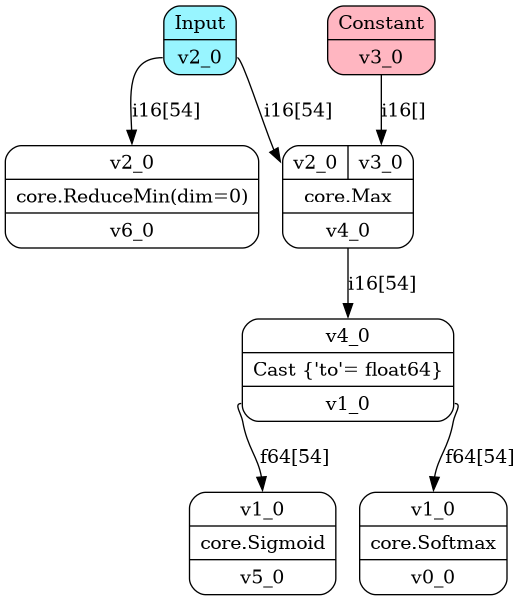 Input
v2_0
Constant
v3_0
i16[54]
i16[54]
i16[]
v2_0
core.ReduceMin(dim=0)
v6_0
v2_0 v3_0
core.Max
v4_0
i16[54]
v4_0
Cast {'to'= float64}
v1_0
f64[54]
f64[54]
v1_0
core.Sigmoid
v5_0
v1_0
core.Softmax
v0_0